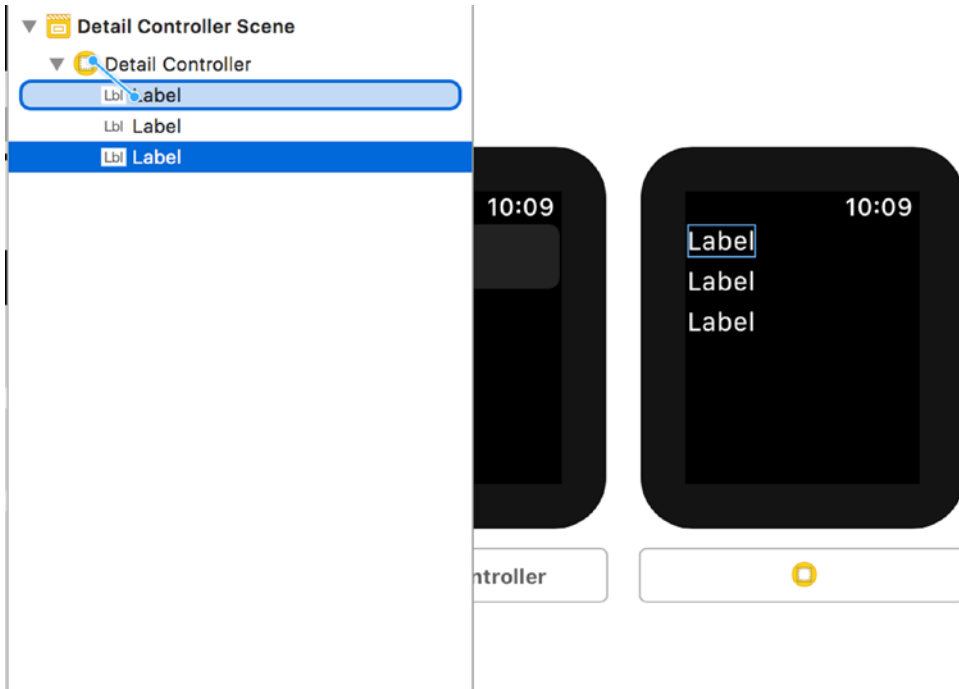 Detail Controller Scene
Detail Controller
Lbl Label
Lbl Label
Lbl Label
10:09
10:09
Label
Label
Label
ntroller